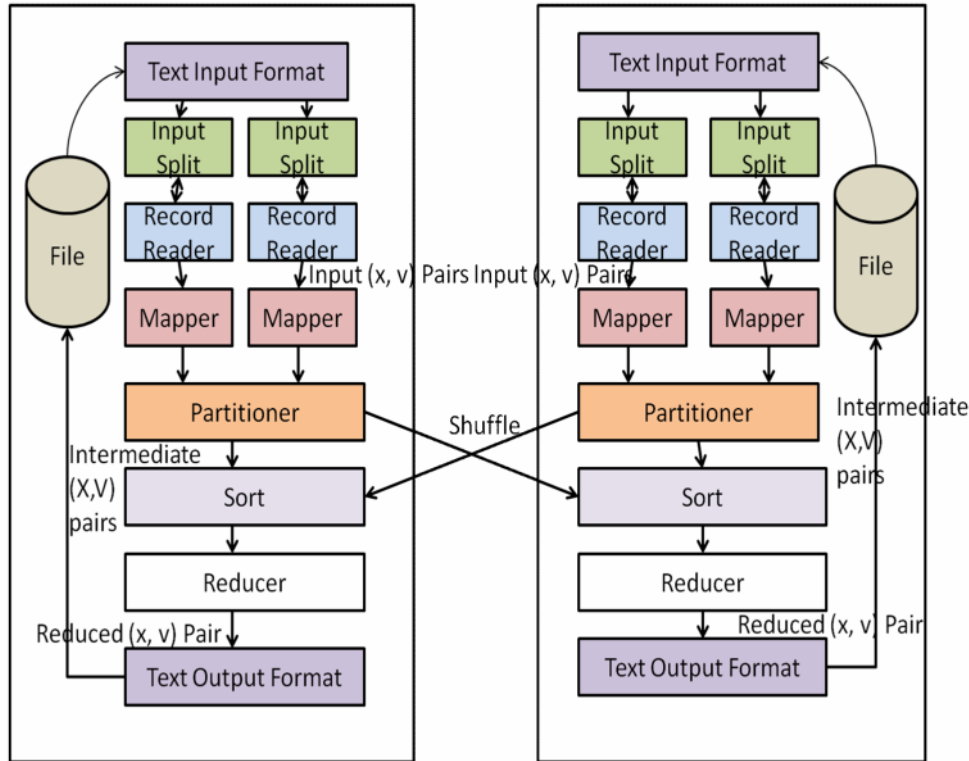 Text Input Format
Input
Split
Input
Split
Record
Reader
Record
Reader
File
Mapper
Mapper
Partitioner
Intermediate
(X,V)
pairs
Sort
Reducer
Reduced (x, v) Pair
Text Output Format
Input (x, v) Pairs Input (x, v) Pairs
Shuffle
Text Input Format
Input
Split
Input
Split
Record
Reader
Record
Reader
File
Mapper
Mapper
Partitioner
Intermediate
(X,V)
pairs
Sort
Reducer
Reduced (x, v) Pair
Text Output Format